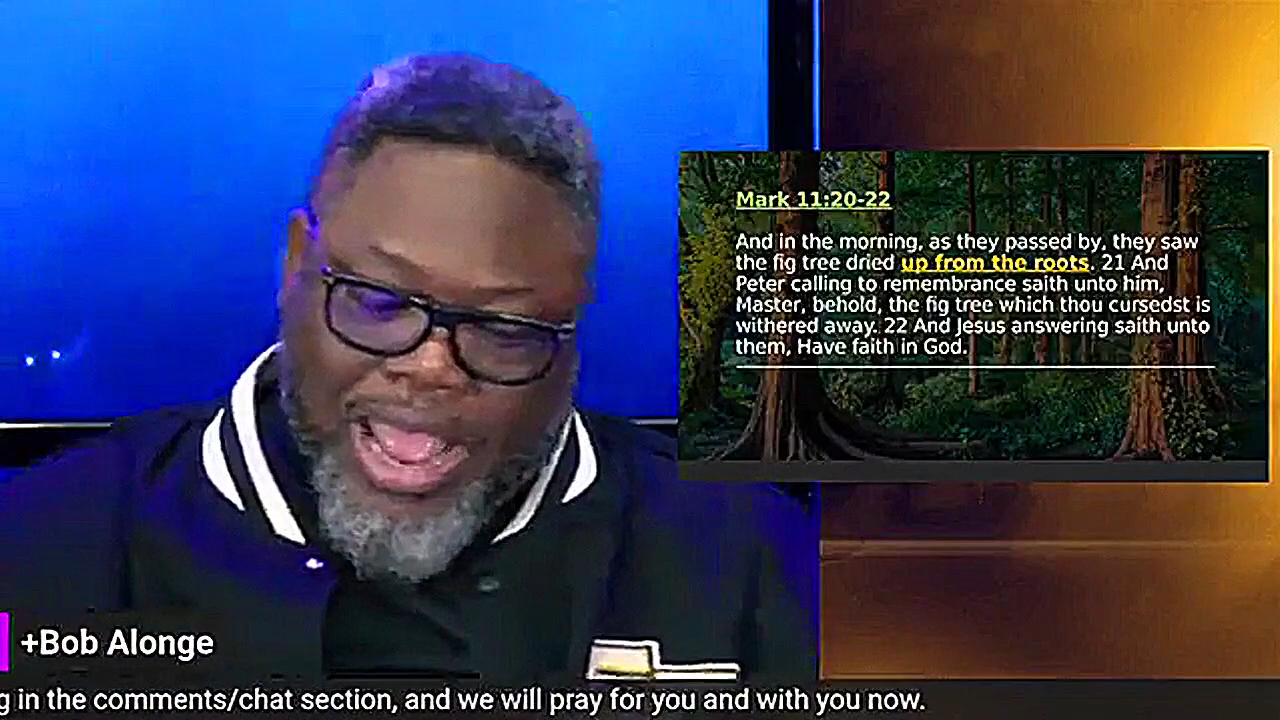 Mark 11:20-22
And in the morning, as they passed by, they saw
the fig tree dried up from the roots. 21 And
Peter calling to remembrance saith unto him,
Master, behold, the fig tree which thou cursedst is
withered away. 22 And Jesus answering saith unto
them, Have faith in God.
+Bob Alonge
g in the comments/chat section, and we will pray for you and with you now.